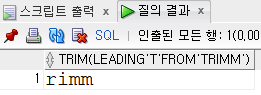 스크립트 출력 × 질의 결과 ×
SQL | 인출된 모든 행: 1(0,00
TRIM(LEADING'T'FROM'TRIMM')
1 rimm